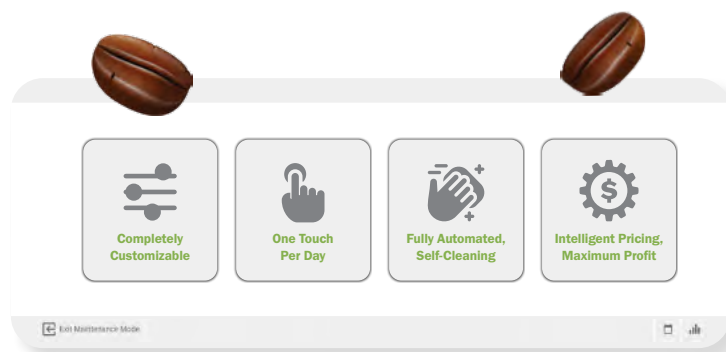 Completely
Customizable
One Touch
Per Day
Fully Automated,
Self-Cleaning
Intelligent Pricing,
Maximum Profit
Exit Maintenance Mode